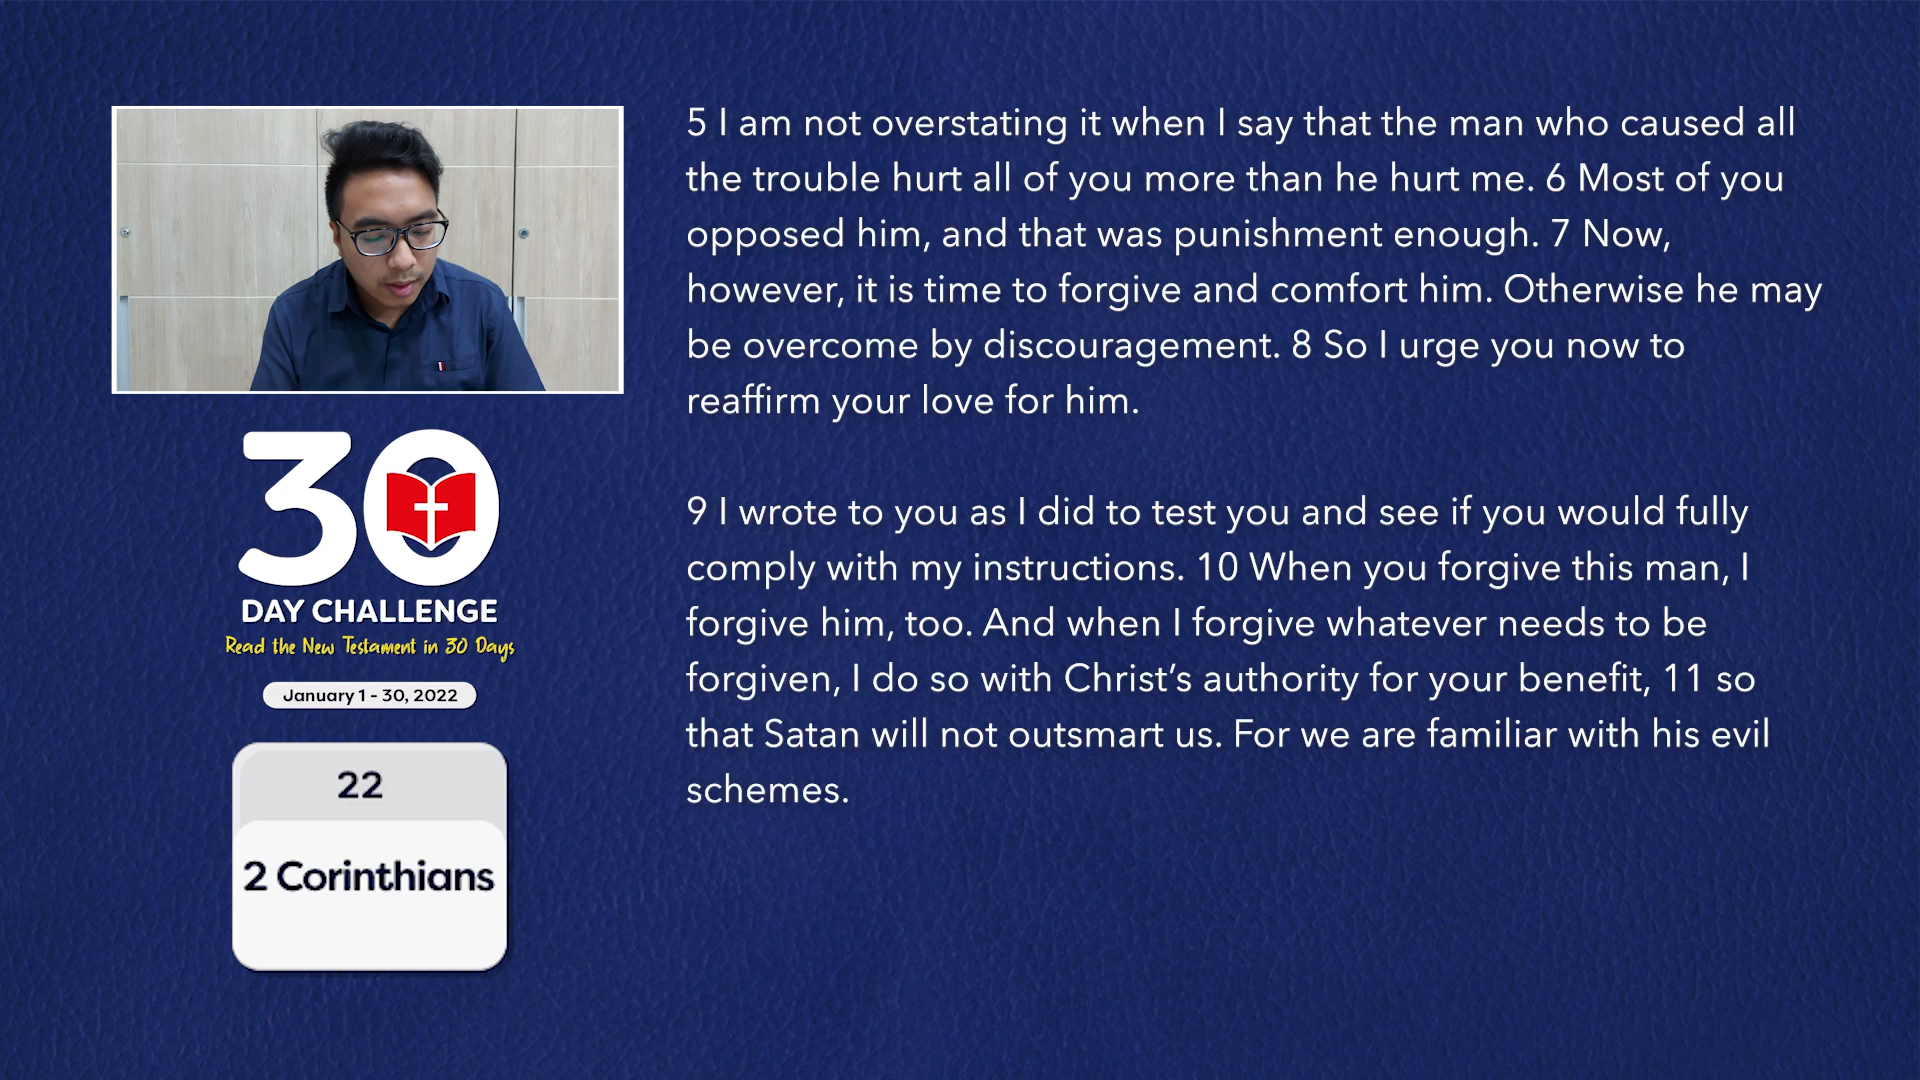 5 I am not overstating it when I say that the man who caused all
the trouble hurt all of you more than he hurt me. 6 Most of you
opposed him, and that was punishment enough. 7 Now,
however, it is time to forgive and comfort him. Otherwise he may
be overcome by discouragement. 8 So I urge you now to
reaffirm your love for him.
9 I wrote to you as I did to test you and see if you would fully
comply with my instructions. 10 When you forgive this man, I
forgive him, too. And when I forgive whatever needs to be
forgiven, I do so with Christ’s authority for your benefit, 11 so
that Satan will not outsmart us. For we are familiar with his evil
schemes.
30
DAY CHALLENGE
Read the New Testament in 30 Days
January 1 - 30, 2022
22
2 Corinthians